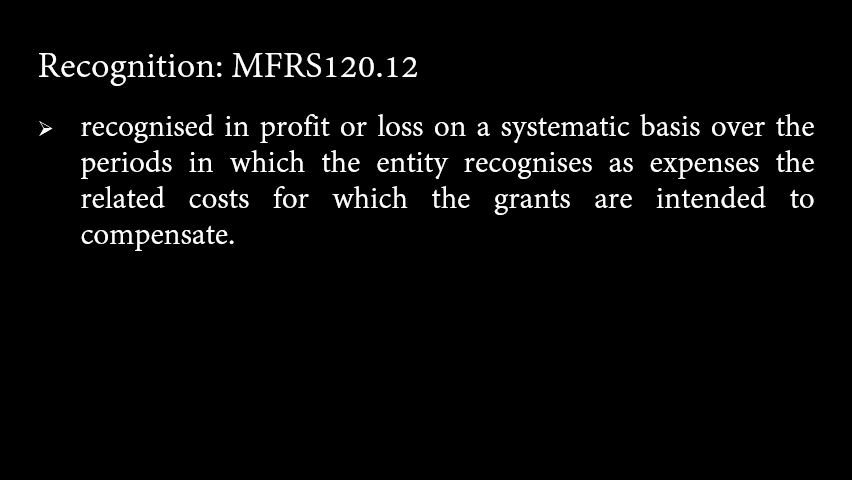 Recognition: MFRS120.12
➢ recognised in profit or loss on a systematic basis over the
periods in which the entity recognises as expenses the
related costs for which the grants are intended to
compensate.